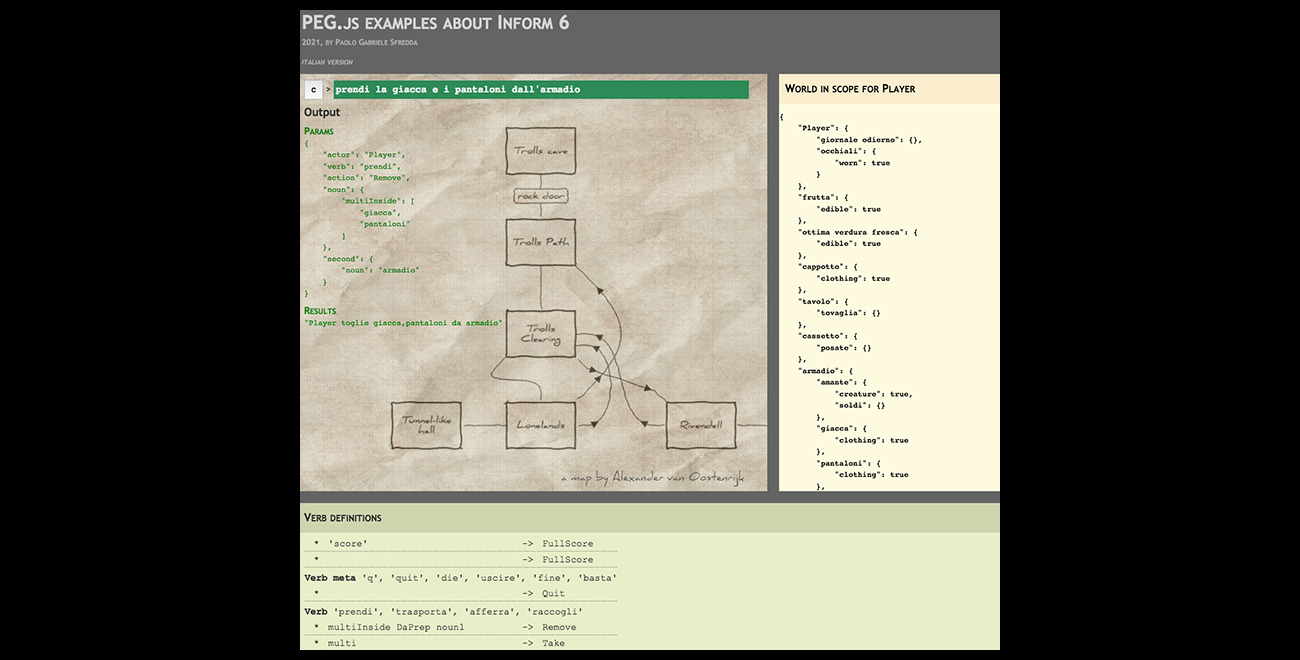 PEG.js examples about Inform 6
2021, by Paolo Gabriele Sfredda
italian version
c > prendi la giacca e i pantaloni dall'armadio
Output
Params
{
"actor": "Player",
"verb": "prendi",
"action": "Remove",
"noun": {
"multiInside": [
"giacca",
"pantaloni"
]
},
"second": {
"noun": "armadio"
}
}
Results
"Player toglie giacca,pantaloni da armadio"
Trolls cave
rock door
Trolls Path
Trolls
Clearing
Tunnel-like
hall
Lonelands
Rivendell
a map by Alexander van Oostenrijk
World in scope for Player
{
"Player": {
"giornale odierno": {},
"occhiali": {
"worn": true
}
},
"frutta": {
"edible": true
},
"ottima verdura fresca": {
"edible": true
},
"cappotto": {
"clothing": true
},
"tavolo": {
"tovaglia": {}
},
"cassetto": {
"posate": {}
},
"armadio": {
"amante": {
"creature": true,
"soldi": {}
},
"giacca": {
"clothing": true
},
"pantaloni": {
"clothing": true
},
Verb definitions
* 'score' -> FullScore
* -> FullScore
Verb meta 'q', 'quit', 'die', 'uscire', 'fine', 'basta'
* -> Quit
Verb 'prendi', 'trasporta', 'afferra', 'raccogli'
* multiInside DaPrep noun1 -> Remove
* multi -> Take